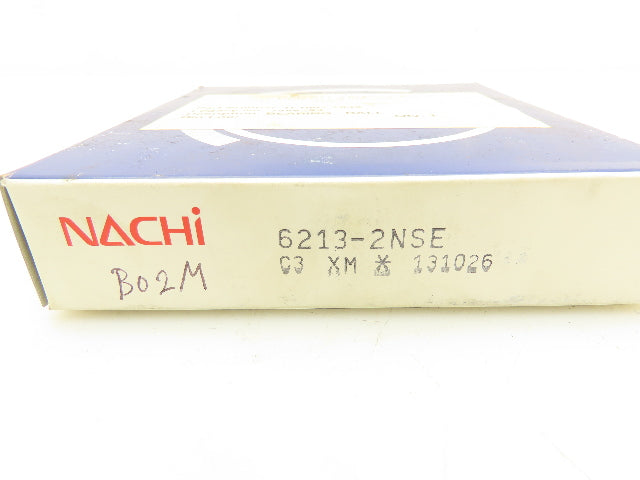 NACHi
6213-2NSE
C3 XM * 131026
B02M